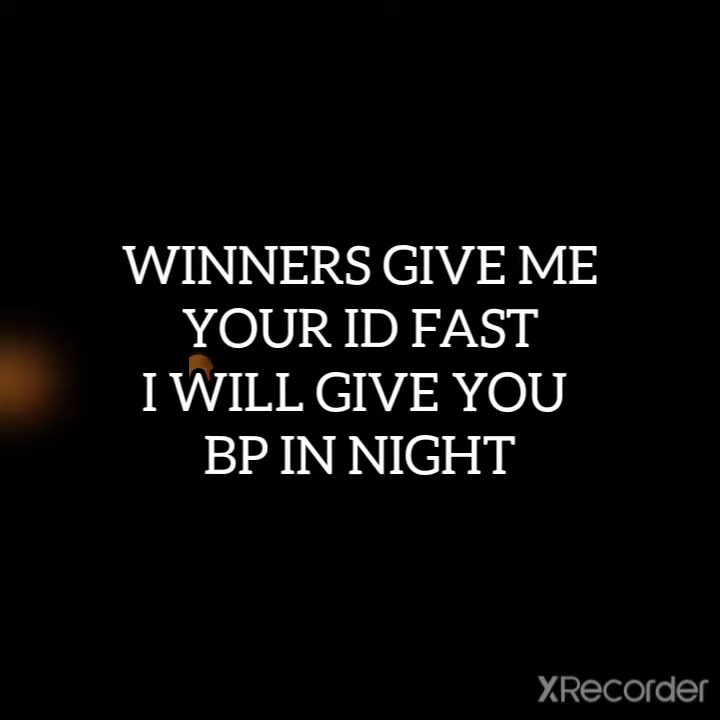 WINNERS GIVE ME
YOUR ID FAST
I WILL GIVE YOU
BP IN NIGHT
XRecorder